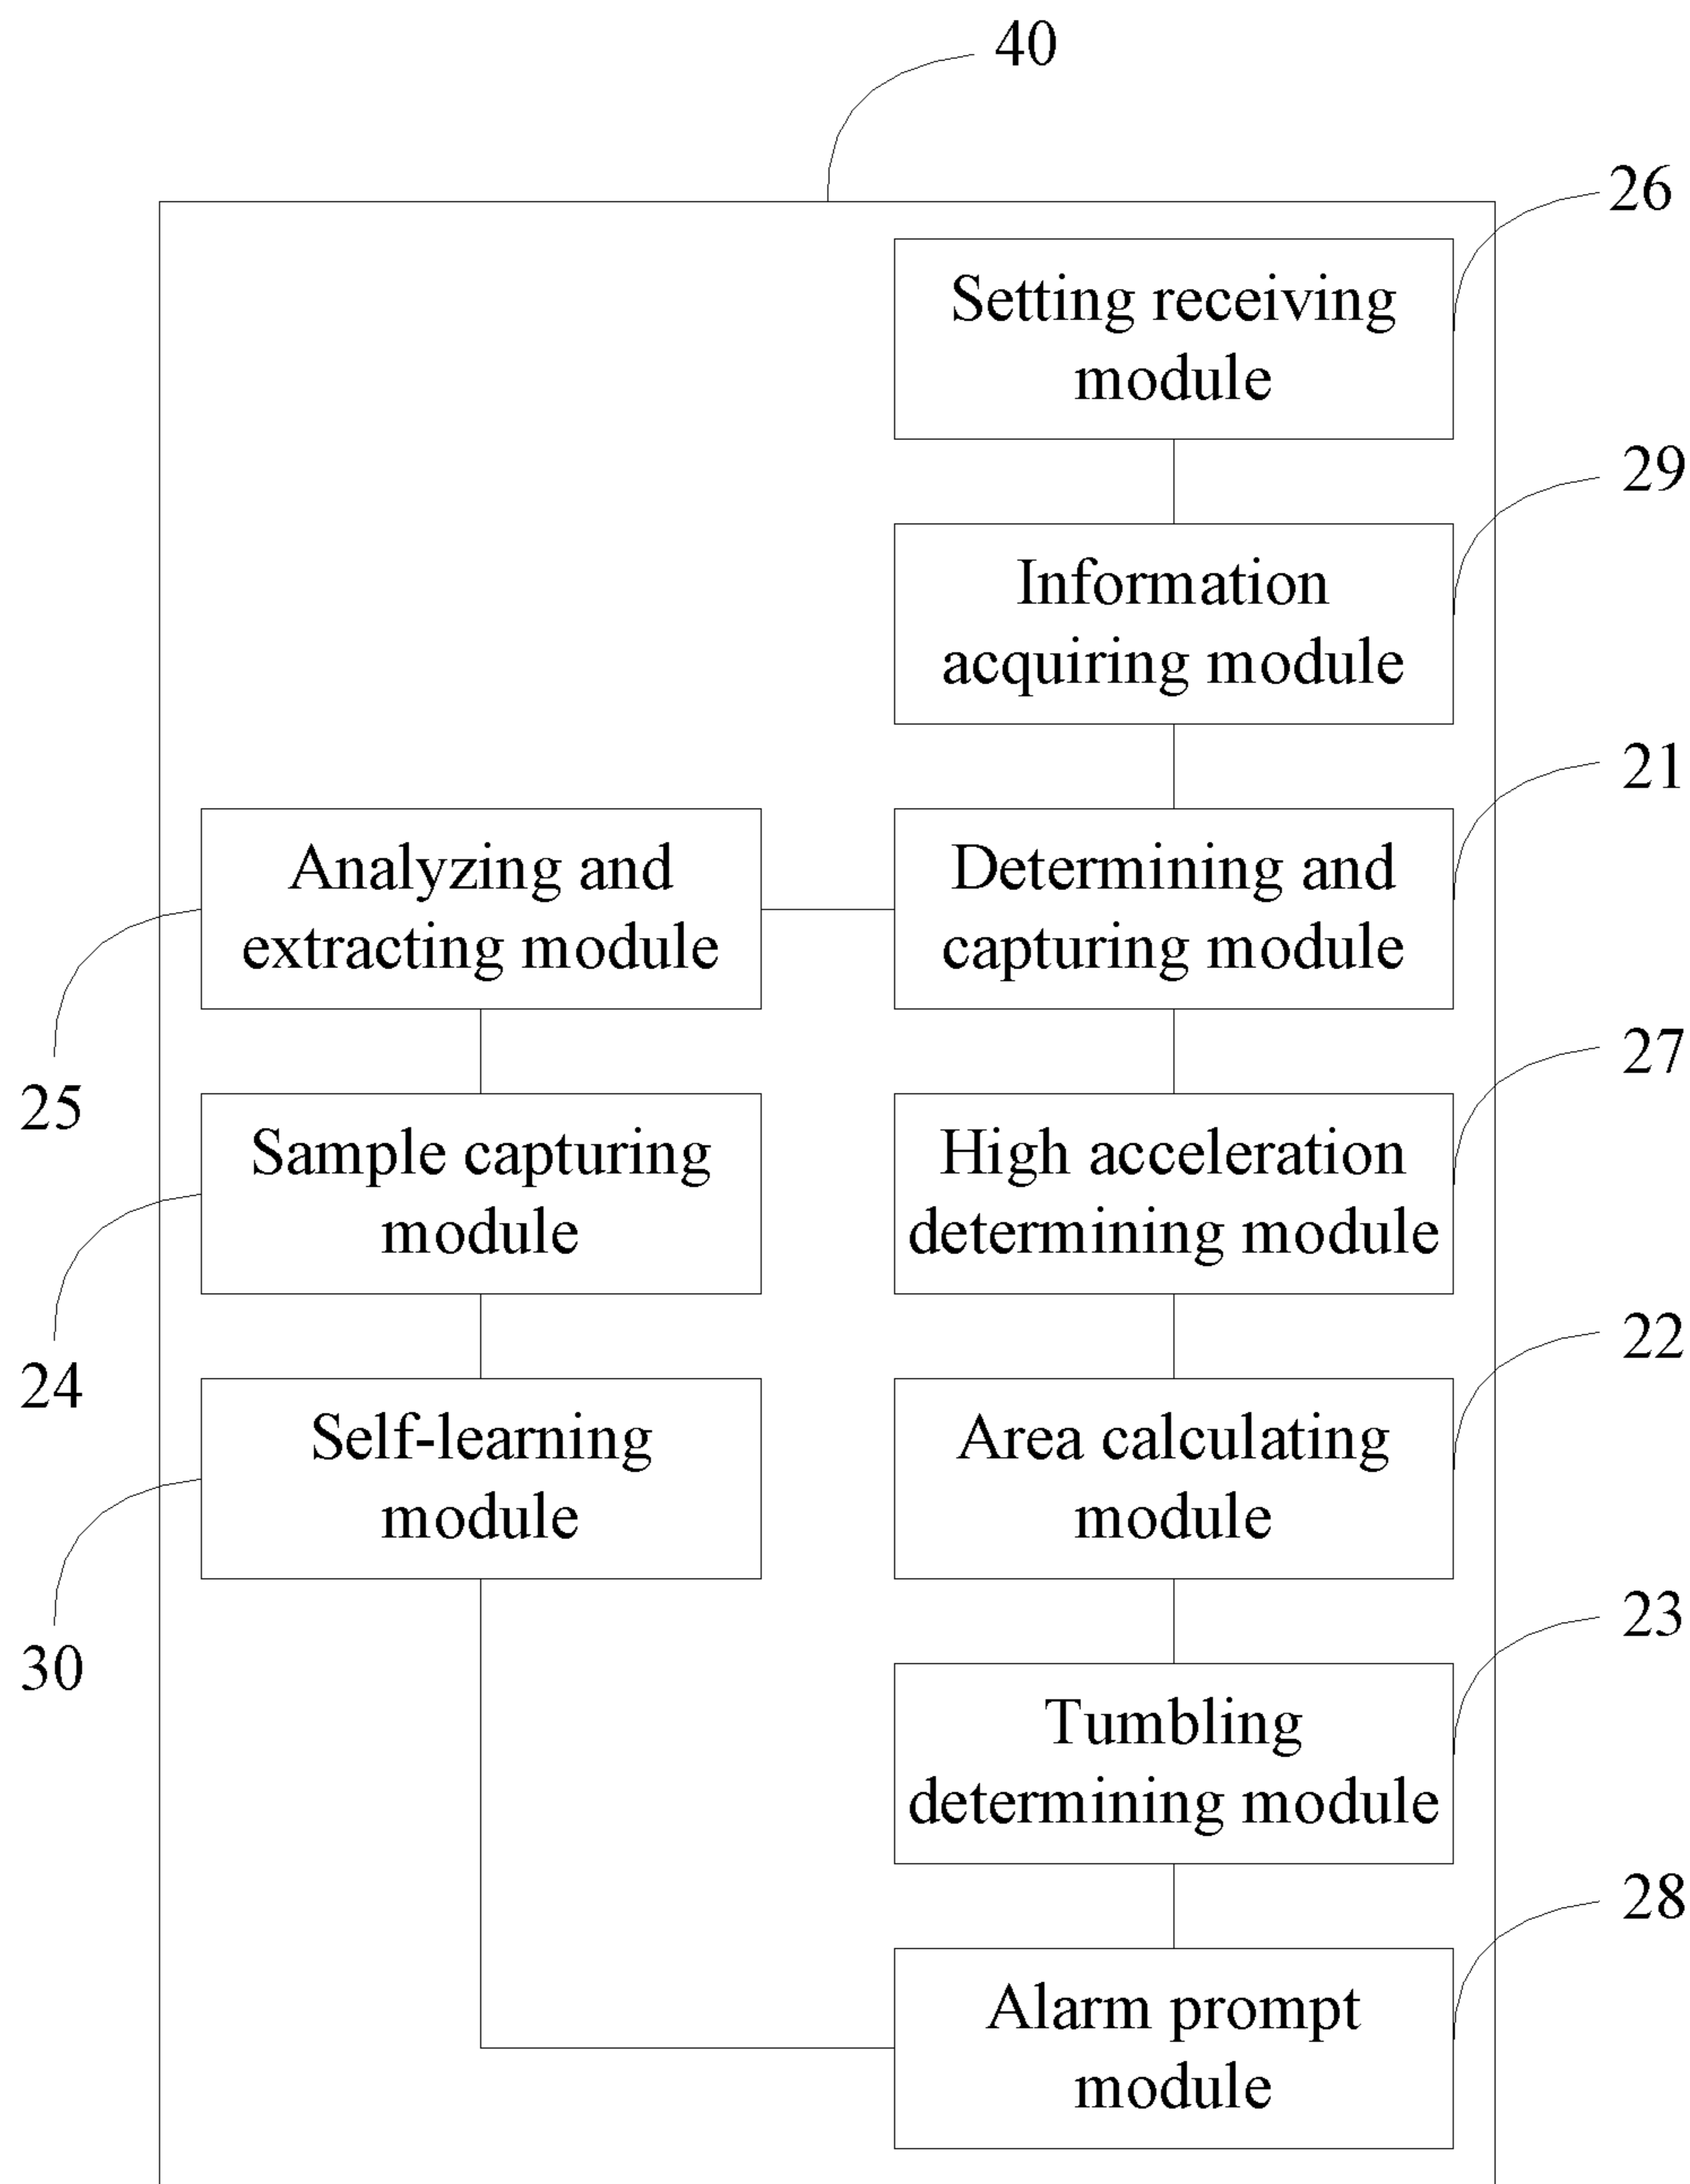 40
26
Setting receiving
module
29
Information
acquiring module
21
Analyzing and
extracting module
Determining and
capturing module
25
27
Sample capturing
module
High acceleration
determining module
24
22
Self-learning
module
Area calculating
module
30
23
Tumbling
determining module
28
Alarm prompt
module